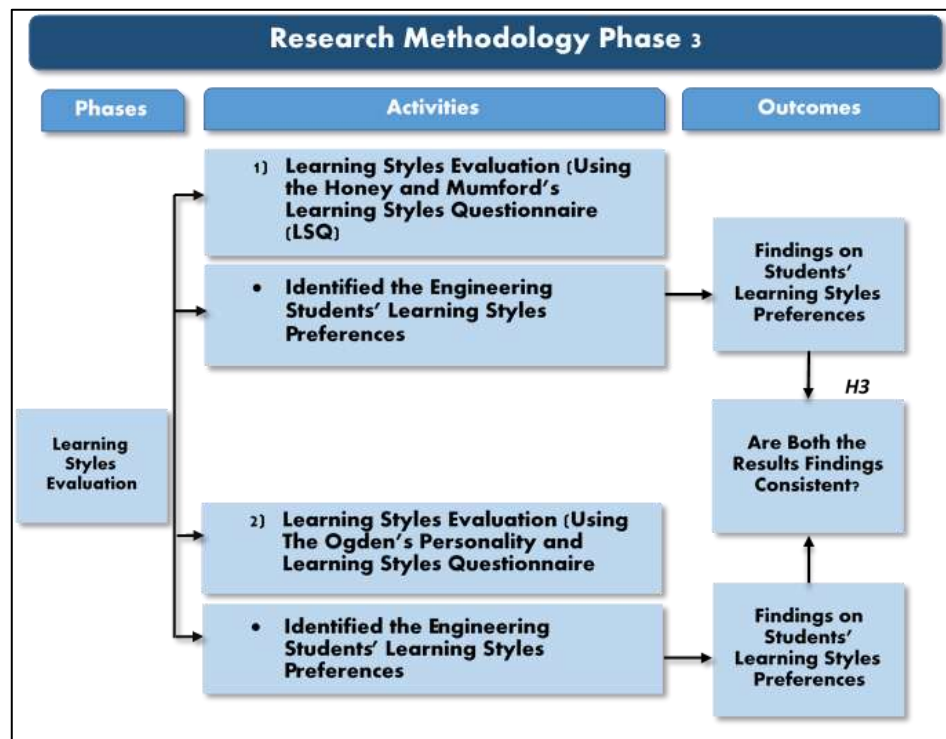 Research Methodology Phase 3
Phases
Activities
Outcomes
1) Learning Styles Evaluation (Using
the Honey and Mumford's
Learning Styles Questionnaire
(LSQ)
• Identified the Engineering
Students' Learning Styles
Preferences
Findings on
Students'
Learning Styles
Preferences
H3
Learning
Styles
Evaluation
Are Both the
Results Findings
Consistent?
2) Learning Styles Evaluation (Using
The Ogden's Personality and
Learning Styles Questionnaire
• Identified the Engineering
Students' Learning Styles
Preferences
Findings on
Students'
Learning Styles
Preferences